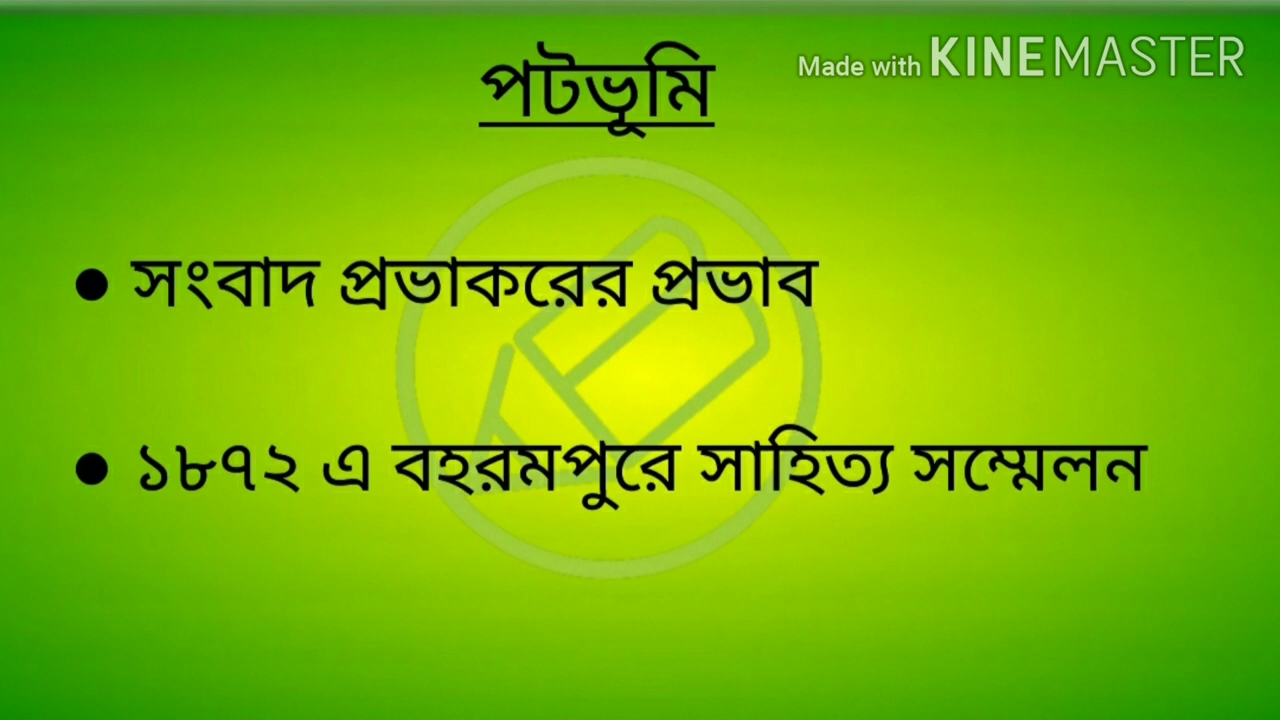 পটভূমি
Made with KINEMASTER
● সংবাদ প্রভাকরের প্রভাব
● ১৮৭২ এ বহরমপুরে সাহিত্য সম্মেলন